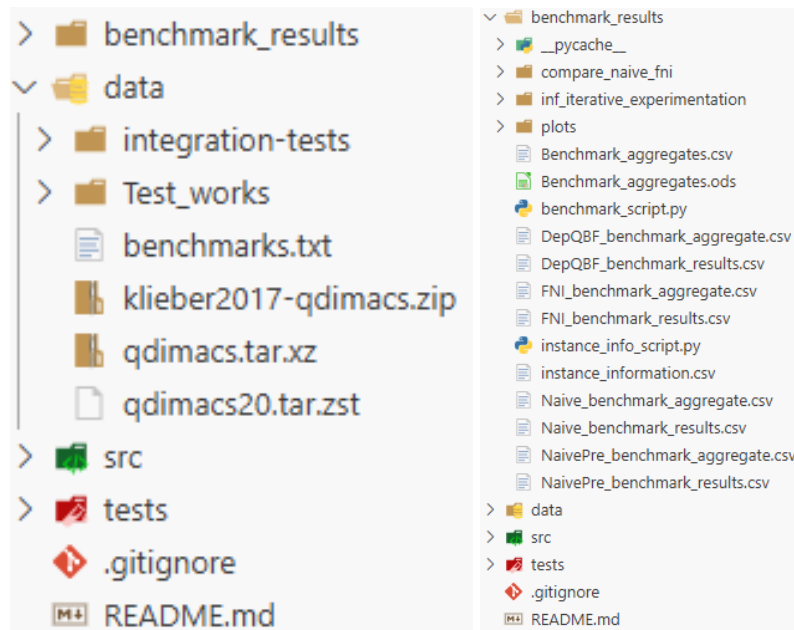 benchmark_results
data
integration-tests
Test_works
benchmarks.txt
klieber2017-qdimacs.zip
qdimacs.tar.xz
qdimacs20.tar.zst
src
tests
.gitignore
README.md
benchmark_results
__pycache__
compare_naive_fni
inf_iterative_experimentation
plots
Benchmark_aggregates.csv
Benchmark_aggregates.ods
benchmark_script.py
DepQBF_benchmark_aggregate.csv
DepQBF_benchmark_results.csv
FNI_benchmark_aggregate.csv
FNI_benchmark_results.csv
instance_info_script.py
instance_information.csv
Naive_benchmark_aggregate.csv
Naive_benchmark_results.csv
NaivePre_benchmark_aggregate.csv
NaivePre_benchmark_results.csv
data
src
tests
.gitignore
README.md